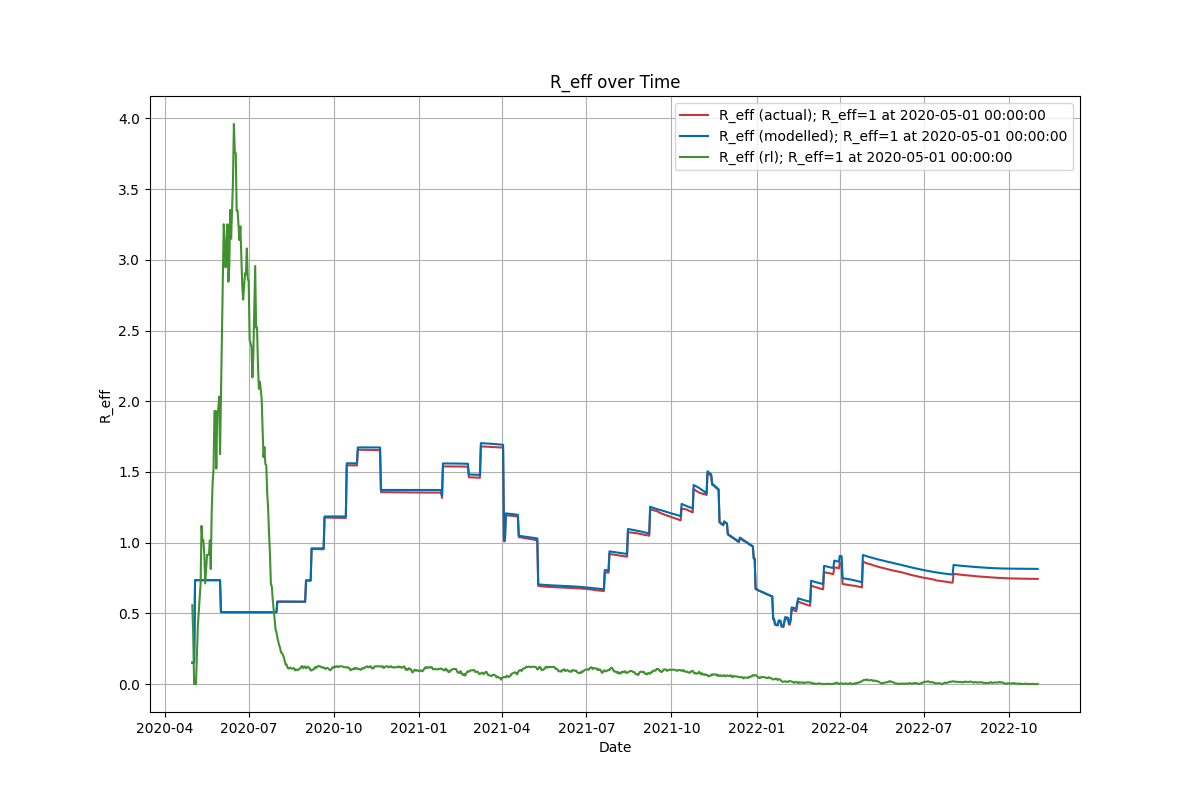 R_eff over Time
R_eff (actual); R_eff=1 at 2020-05-01 00:00:00
R_eff (modelled); R_eff=1 at 2020-05-01 00:00:00
R_eff (rl); R_eff=1 at 2020-05-01 00:00:00
R_eff
4.0
3.5
3.0
2.5
2.0
1.5
1.0
0.5
0.0
2020-04 2020-07 2020-10 2021-01 2021-04 2021-07 2021-10 2022-01 2022-04 2022-07 2022-10
Date